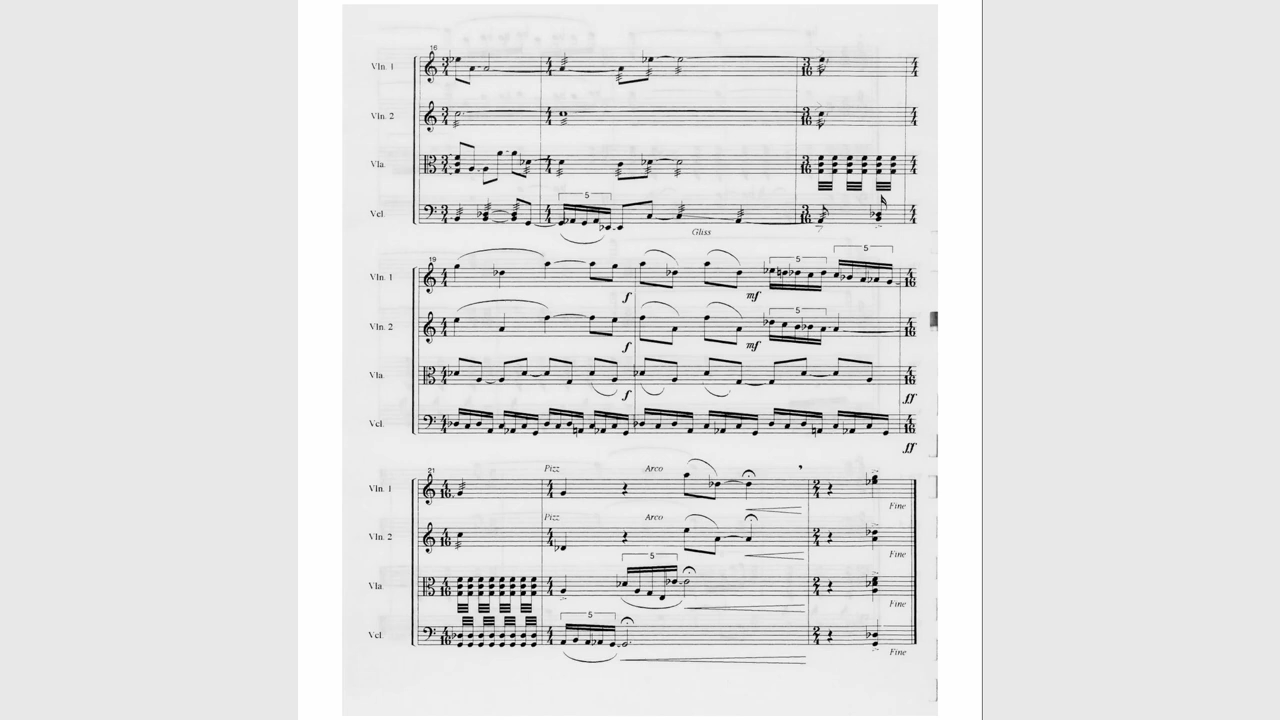 16
Vln. 1
Vln. 2
Vla.
5
Vcl.
Gliss
19
5
5
Vln. 1
f
mf
5
Vln. 2
f
mf
Vla.
f
ff
Vcl.
ff
21
Pizz
Arco
Vln. 1
Fine
Pizz
Arco
Vln. 2
Fine
5
Vla.
Fine
5
Vcl.
Fine